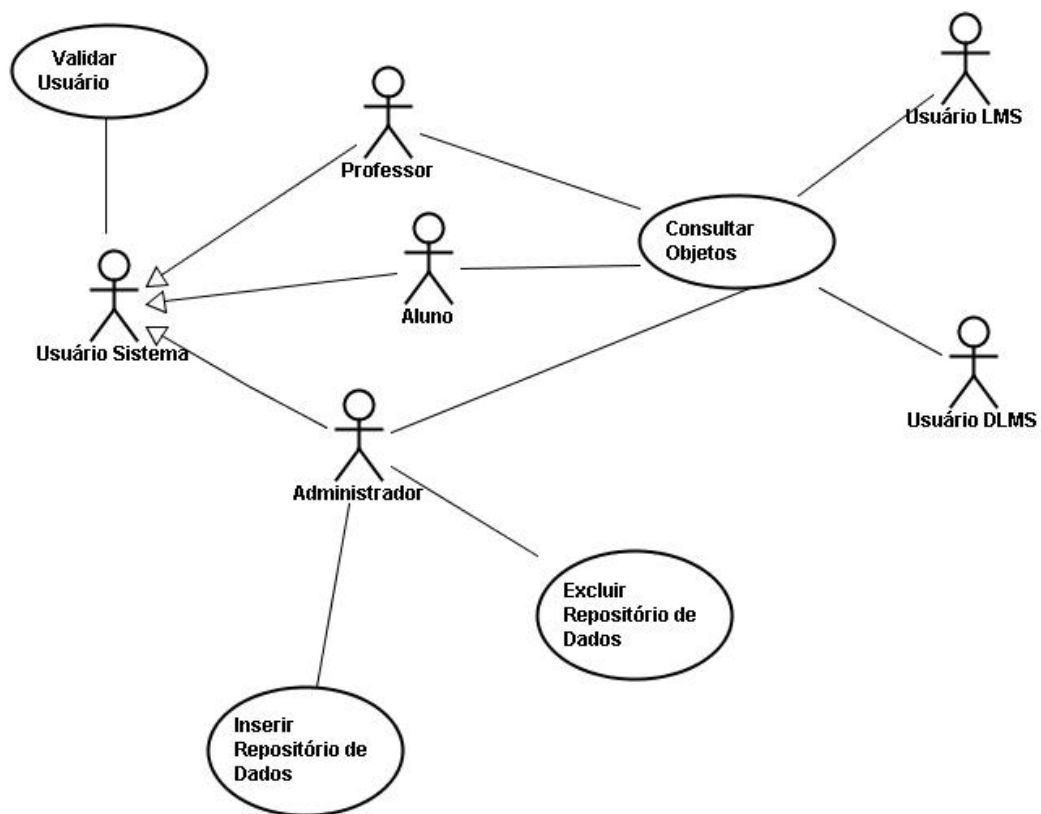 Validar
Usuário
Usuário LMS
Professor
Consultar
Objetos
Aluno
Usuário Sistema
Usuário DLMS
Administrador
Excluir
Repositório de
Dados
Inserir
Repositório de
Dados